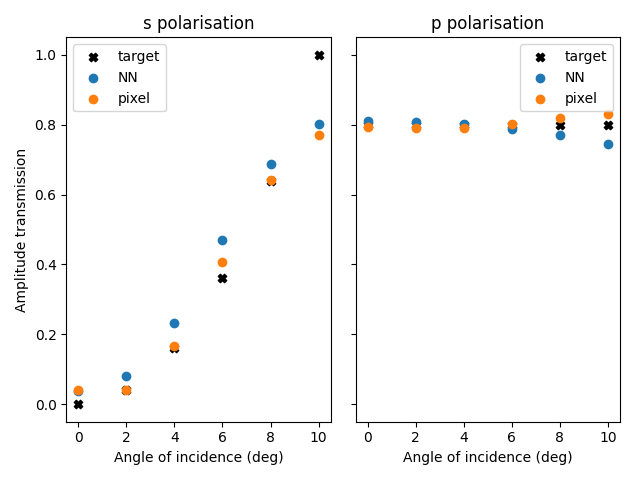 s polarisation
p polarisation
target
NN
pixel
target
NN
pixel
Amplitude transmission
1.0
0.8
0.6
0.4
0.2
0.0
0 2 4 6 8 10
0 2 4 6 8 10
Angle of incidence (deg)
Angle of incidence (deg)